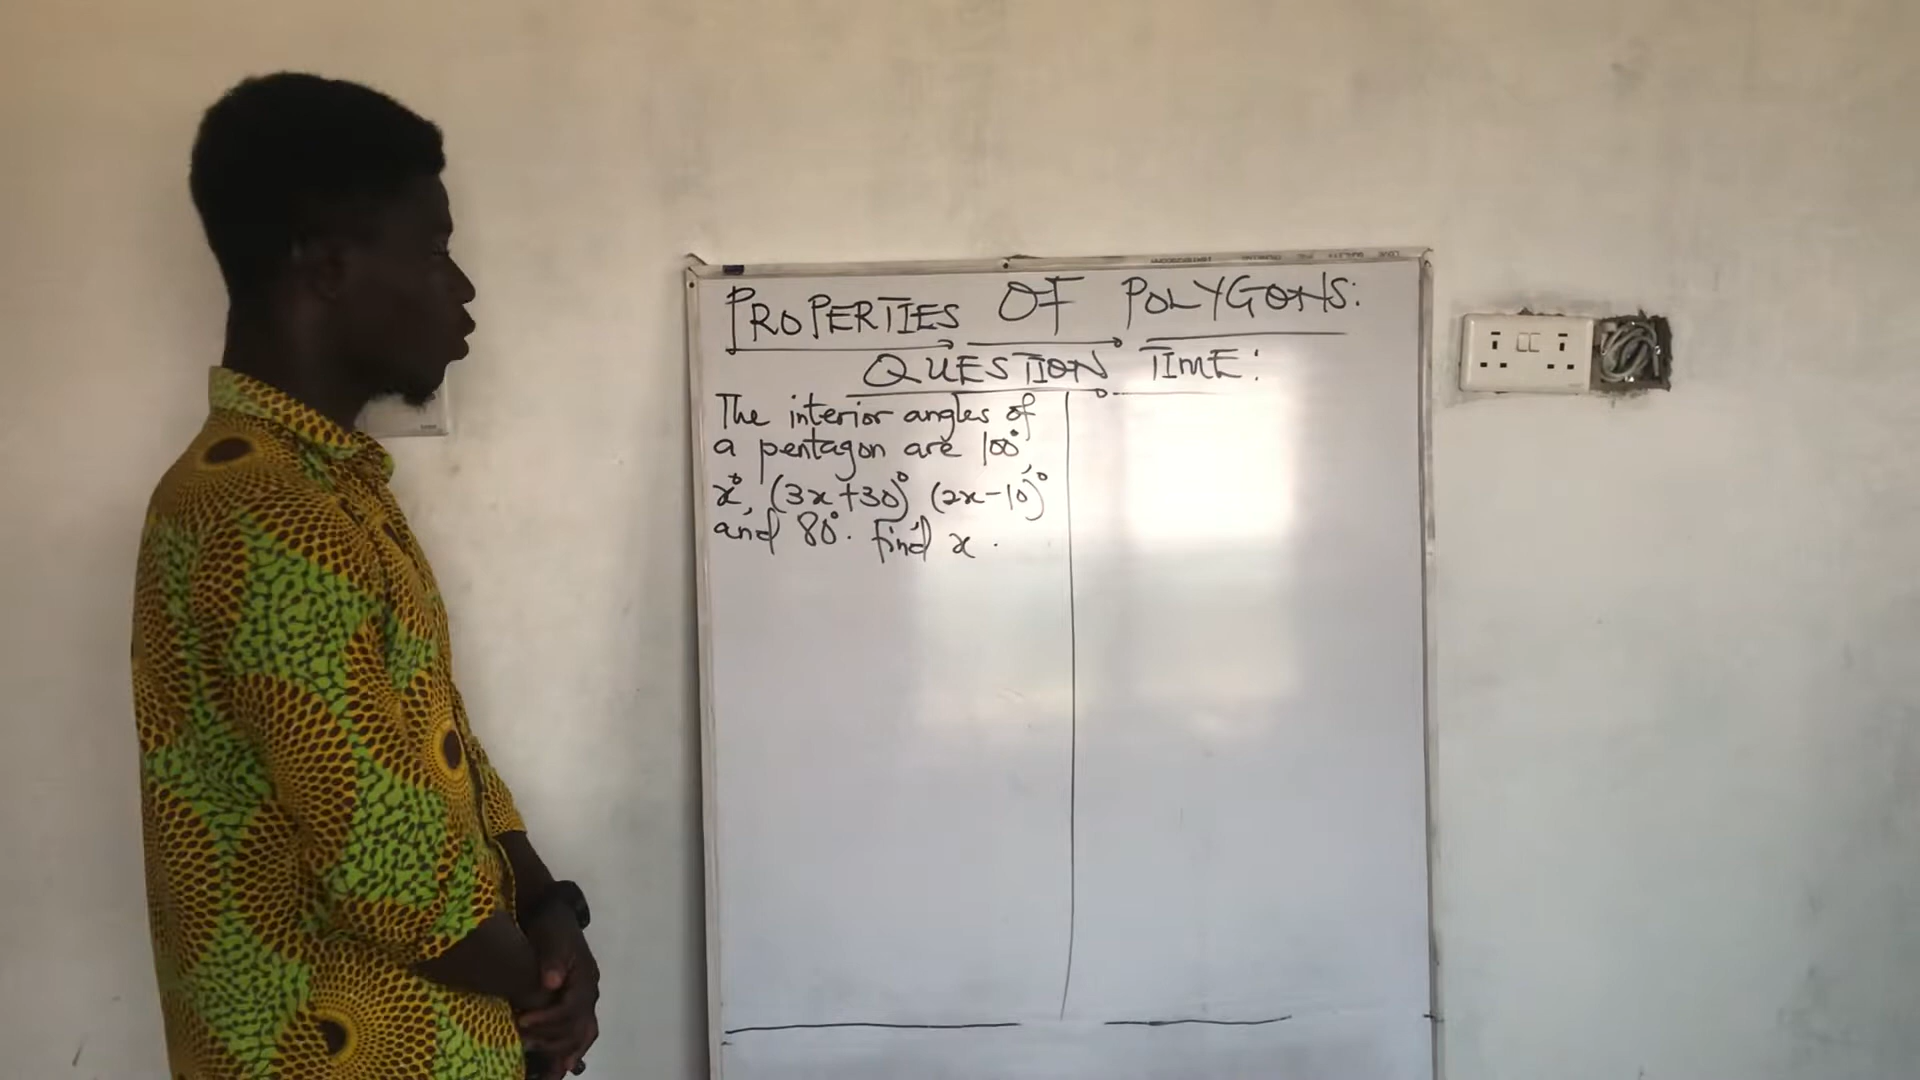 PROPERTIES OF POLYGONS:
QUESTION TIME:
The interior angles of
a pentagon are 100°,
x°, (3x+30)°, (2x-10)°
and 80°. Find x.